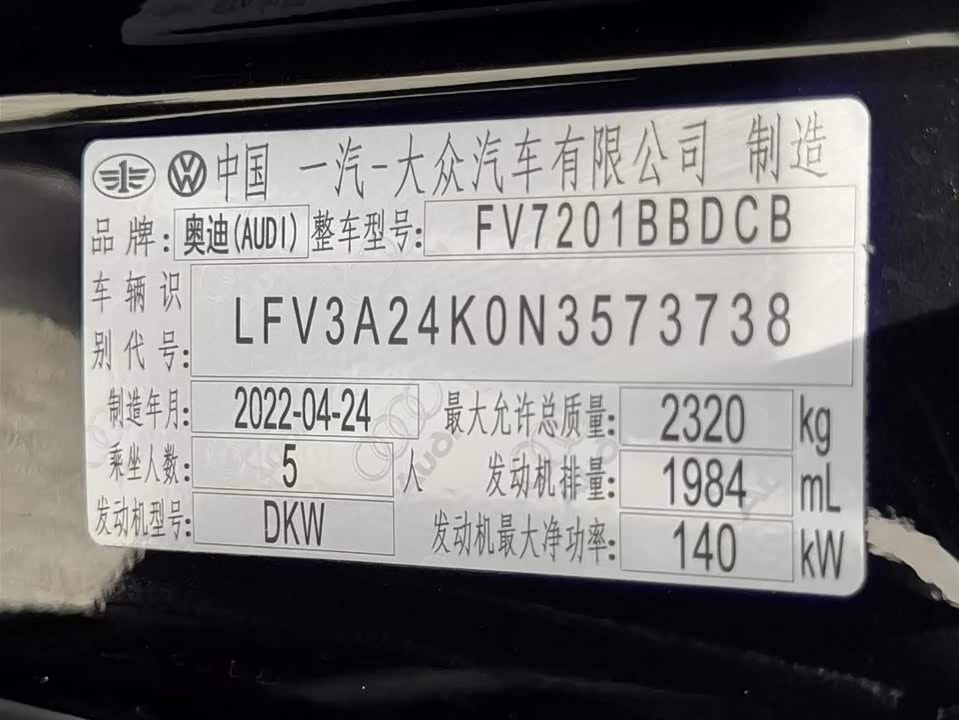 中国 一汽-大众汽车有限公司 制造
品牌: 奥迪(AUDI) 整车型号: FV7201BBDCB
车辆识
别代号: LFV3A24K0N3573738
制造年月: 2022-04-24 最大允许总质量: 2320 kg
乘坐人数: 5 人 发动机排量: 1984 mL
发动机型号: DKW 发动机最大净功率: 140 kW
Audi